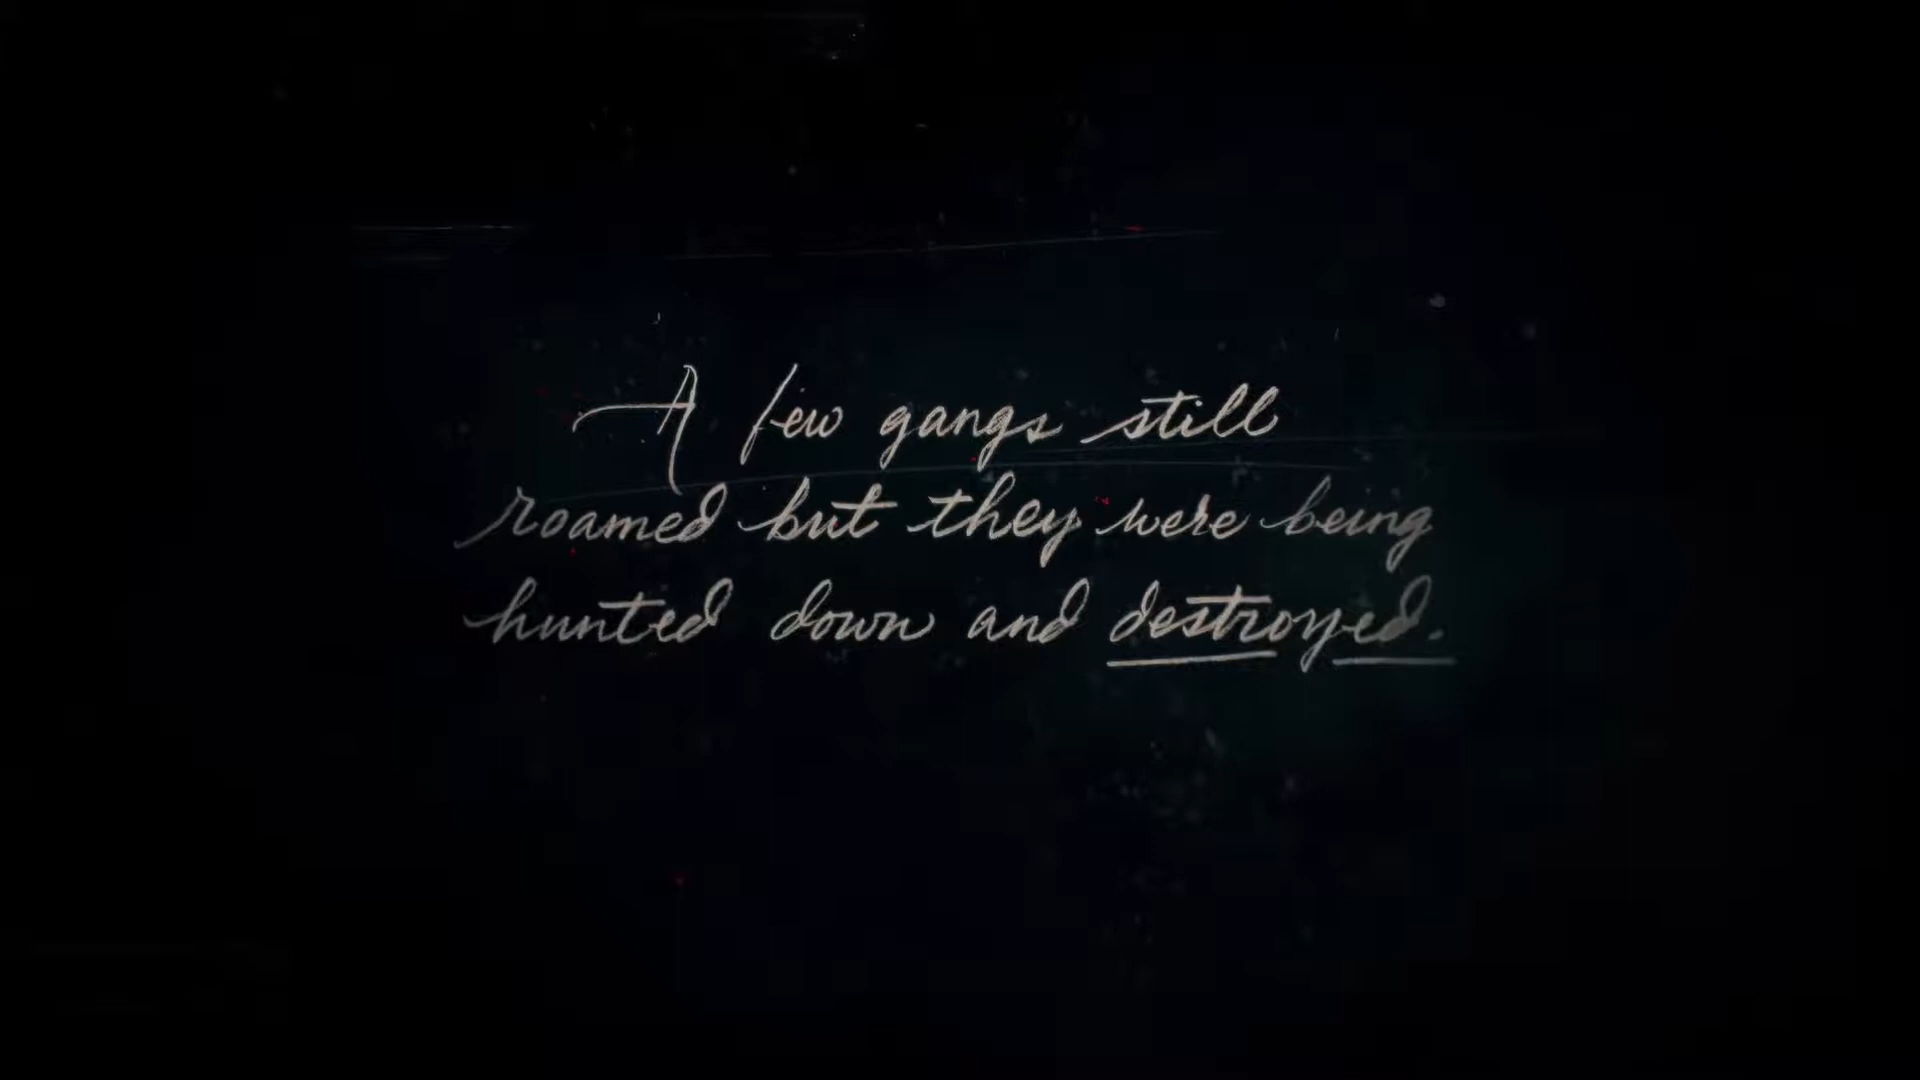 A few gangs still
roamed but they were being
hunted down and destroyed.